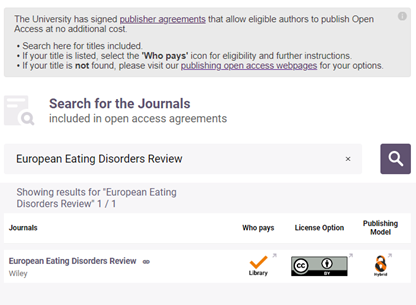 The University has signed publisher agreements that allow eligible authors to publish Open
Access at no additional cost.
• Search here for titles included.
• If your title is listed, select the 'Who pays' icon for eligibility and further instructions.
• If your title is not found, please visit our publishing open access webpages for your options.
Search for the Journals
included in open access agreements
European Eating Disorders Review ×
Showing results for "European Eating
Disorders Review" 1 / 1
Journals Who pays License Option Publishing
Model
European Eating Disorders Review
Wiley
Library
CC BY
Hybrid